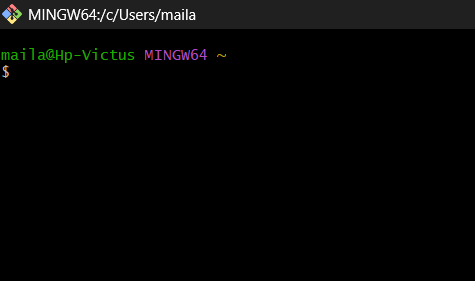 MINGW64:/c/Users/maila
maila@Hp-Victus MINGW64 ~
$